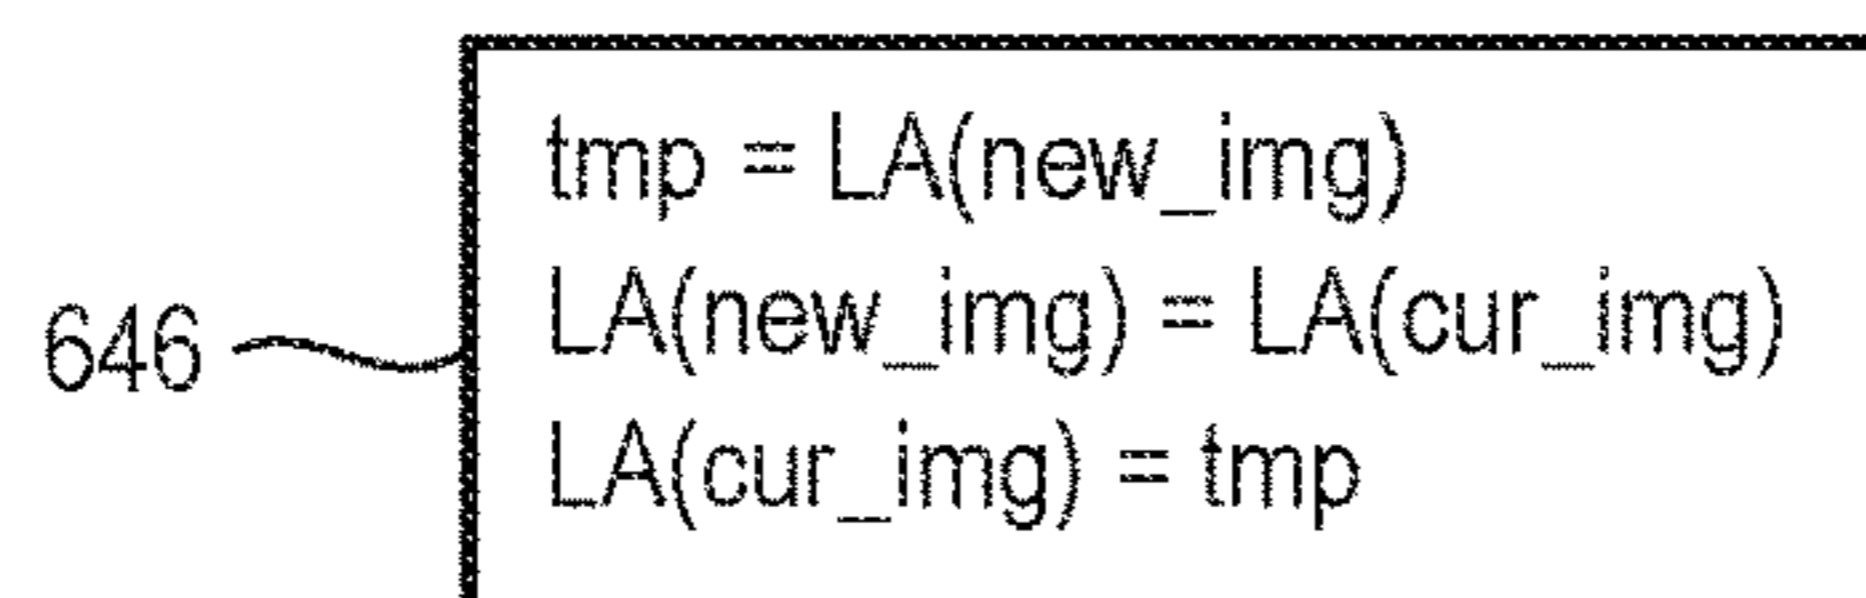 tmp = LA(new_img)
LA(new_img) = LA(cur_img)
646
LA(cur_img) = tmp